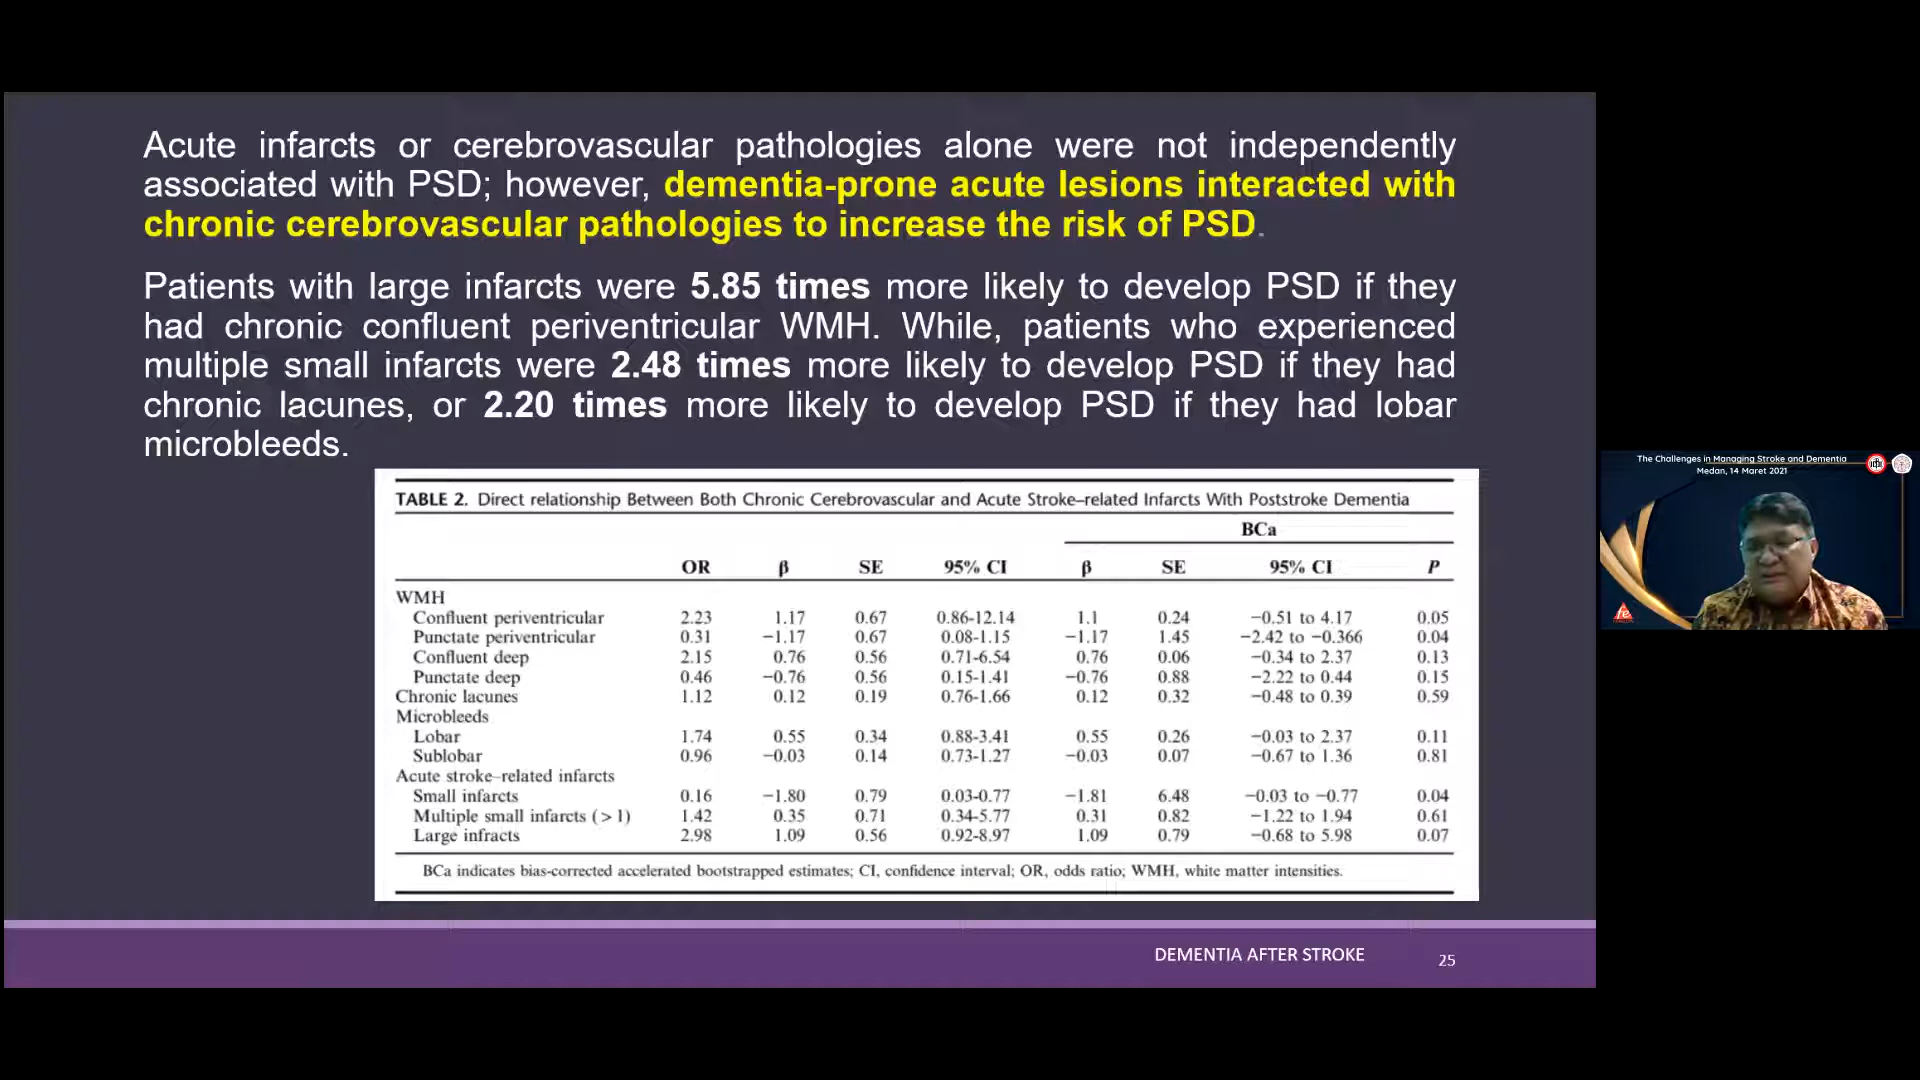 Acute infarcts or cerebrovascular pathologies alone were not independently
associated with PSD; however, dementia-prone acute lesions interacted with
chronic cerebrovascular pathologies to increase the risk of PSD.
Patients with large infarcts were 5.85 times more likely to develop PSD if they
had chronic confluent periventricular WMH. While, patients who experienced
multiple small infarcts were 2.48 times more likely to develop PSD if they had
chronic lacunes, or 2.20 times more likely to develop PSD if they had lobar
microbleeds.
TABLE 2. Direct relationship Between Both Chronic Cerebrovascular and Acute Stroke–related Infarcts With Poststroke Dementia
BCa
OR β SE 95% CI β SE 95% CI P
WMH
Confluent periventricular 2.23 1.17 0.67 0.86-12.14 1.1 0.24 −0.51 to 4.17 0.05
Punctate periventricular 0.31 −1.17 0.67 0.08-1.15 −1.17 1.45 −2.42 to −0.366 0.04
Confluent deep 2.15 0.76 0.56 0.71-6.54 0.76 0.06 −0.34 to 2.37 0.13
Punctate deep 0.46 −0.76 0.56 0.15-1.41 −0.76 0.88 −2.22 to 0.44 0.15
Chronic lacunes 1.12 0.12 0.19 0.76-1.66 0.12 0.32 −0.48 to 0.39 0.59
Microbleeds
Lobar 1.74 0.55 0.34 0.88-3.41 0.55 0.26 −0.03 to 2.37 0.11
Sublobar 0.96 −0.03 0.14 0.73-1.27 −0.03 0.07 −0.67 to 1.36 0.81
Acute stroke–related infarcts
Small infarcts 0.16 −1.80 0.79 0.03-0.77 −1.81 6.48 −0.03 to −0.77 0.04
Multiple small infarcts (>1) 1.42 0.35 0.71 0.34-5.77 0.31 0.82 −1.22 to 1.94 0.61
Large infracts 2.98 1.09 0.56 0.92-8.97 1.09 0.79 −0.68 to 5.98 0.07
BCa indicates bias-corrected accelerated bootstrapped estimates; CI, confidence interval; OR, odds ratio; WMH, white matter intensities.
DEMENTIA AFTER STROKE 25
The Challenges in Managing Stroke and Dementia
Medan, 14 Maret 2021